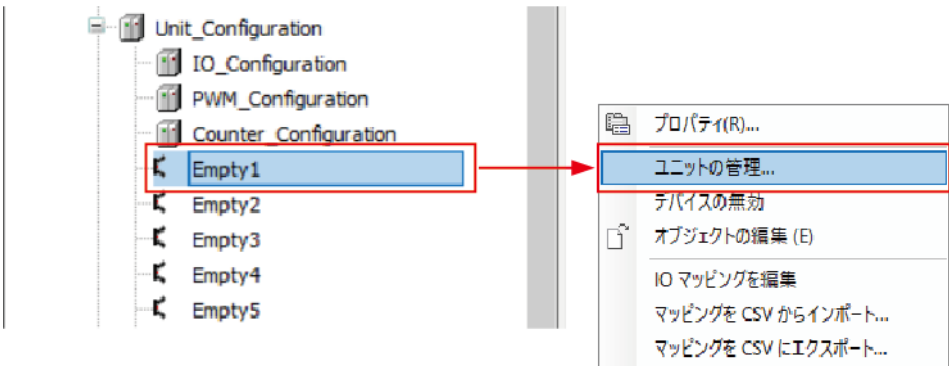 Unit_Configuration
IO_Configuration
PWM_Configuration
Counter_Configuration
Empty1
Empty2
Empty3
Empty4
Empty5
プロパティ(R)...
ユニットの管理...
デバイスの無効
オブジェクトの編集 (E)
IO マッピングを編集
マッピングを CSV からインポート...
マッピングを CSV にエクスポート...